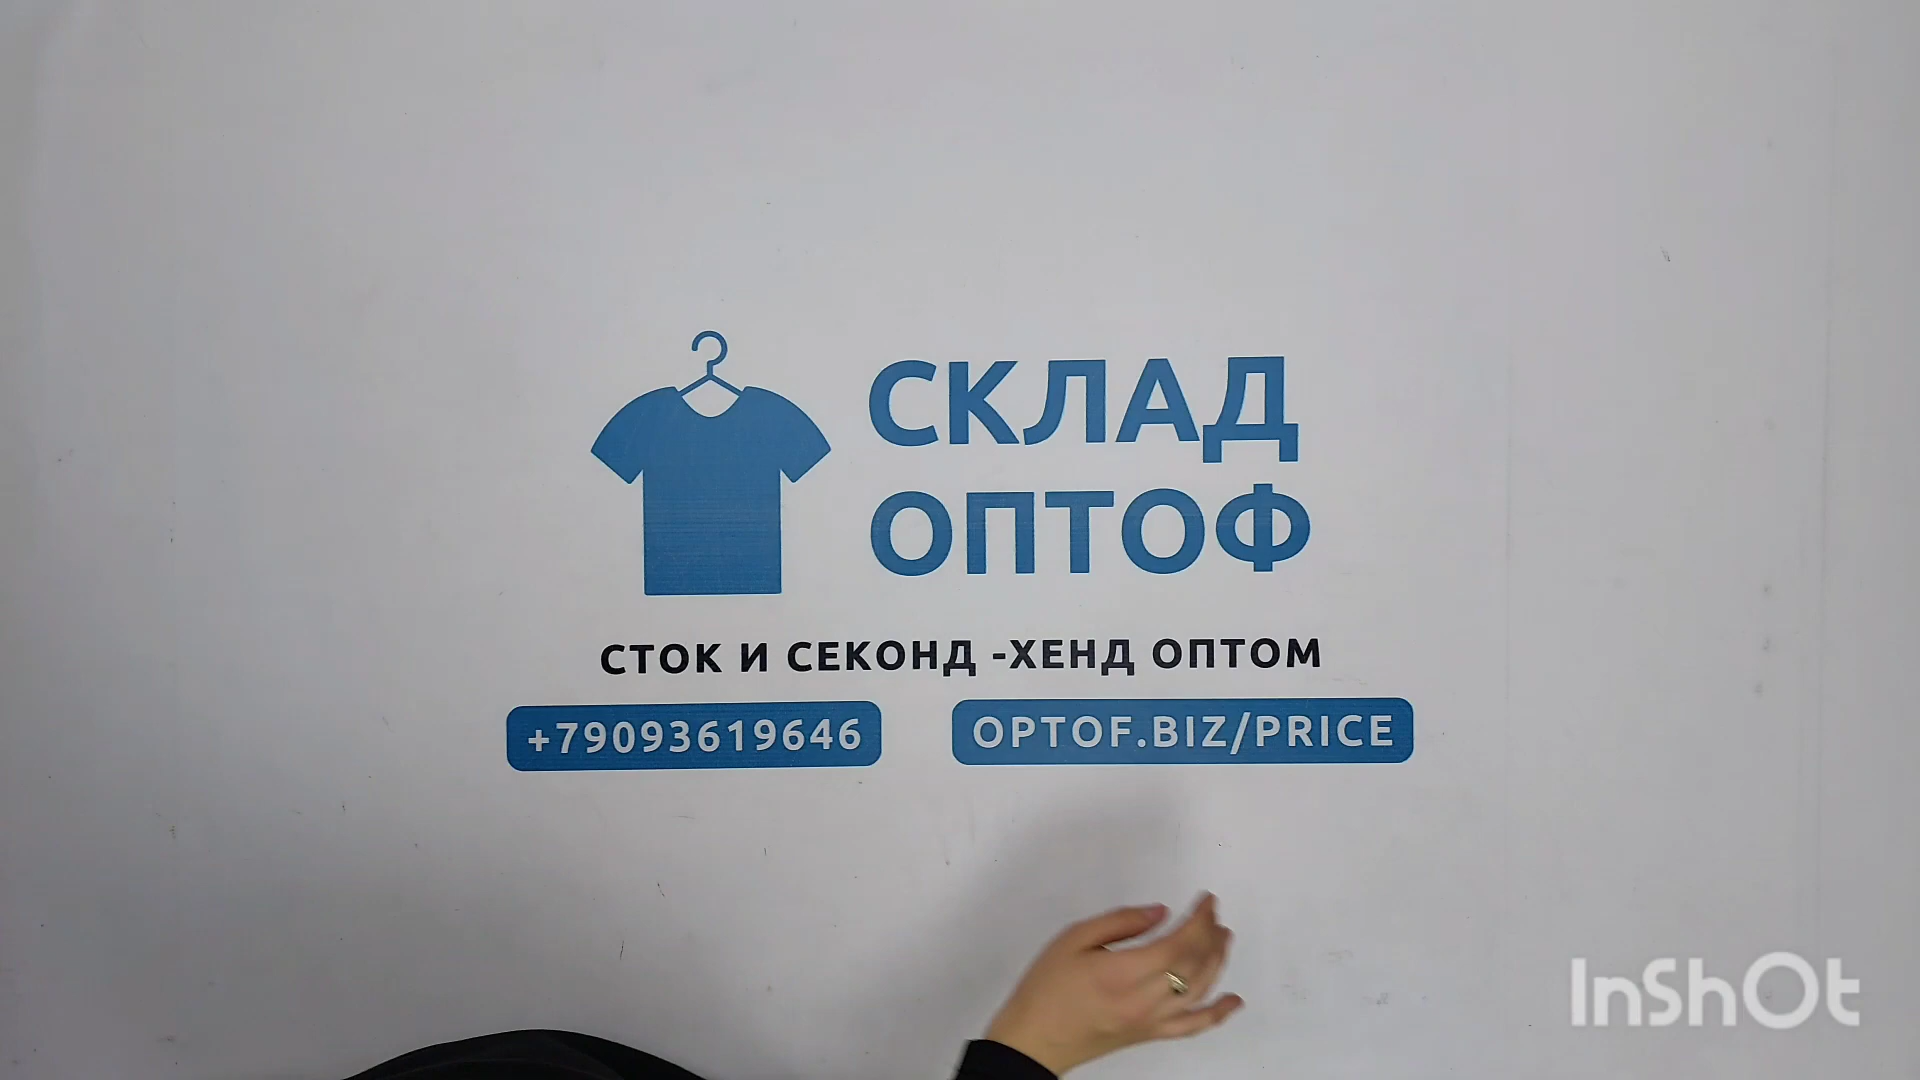 СКЛАД
ОПТОФ
СТОК И СЕКОНД -ХЕНД ОПТОМ
+79093619646
OPTOF.BIZ/PRICE
InShOt